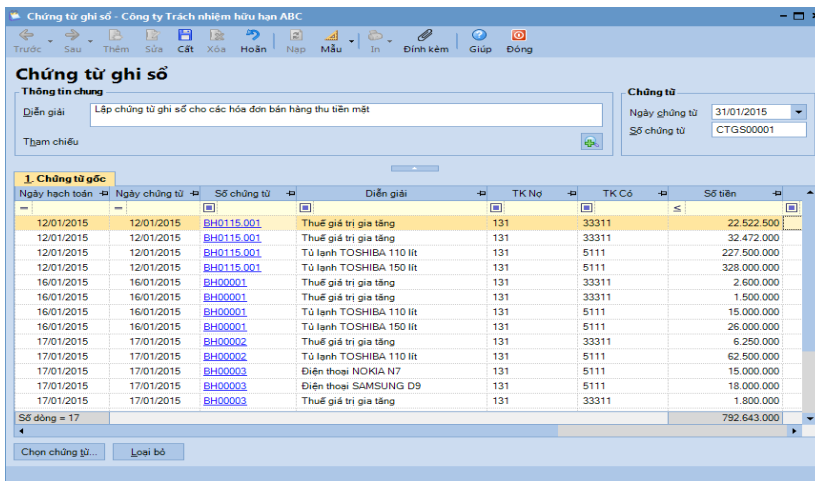 Chứng từ ghi sổ - Công ty Trách nhiệm hữu hạn ABC
Trước Sau Thêm Sửa Cất Xóa Hoãn Nạp Mẫu In Đính kèm Giúp Đóng
Chứng từ ghi sổ
Thông tin chung
Diễn giải Lập chứng từ ghi sổ cho các hóa đơn bán hàng thu tiền mặt
Tham chiếu
Chứng từ
Ngày chứng từ 31/01/2015
Số chứng từ CTGS00001
1. Chứng từ gốc
Ngày hạch toán Ngày chứng từ Số chứng từ Diễn giải TK Nợ TK Có Số tiền
= = ≤
12/01/2015 12/01/2015 BH0115.001 Thuế giá trị gia tăng 131 33311 22.522.500
12/01/2015 12/01/2015 BH0115.001 Thuế giá trị gia tăng 131 33311 32.472.000
12/01/2015 12/01/2015 BH0115.001 Tủ lạnh TOSHIBA 110 lít 131 5111 227.500.000
12/01/2015 12/01/2015 BH0115.001 Tủ lạnh TOSHIBA 150 lít 131 5111 328.000.000
16/01/2015 16/01/2015 BH00001 Thuế giá trị gia tăng 131 33311 2.600.000
16/01/2015 16/01/2015 BH00001 Thuế giá trị gia tăng 131 33311 1.500.000
16/01/2015 16/01/2015 BH00001 Tủ lạnh TOSHIBA 110 lít 131 5111 15.000.000
16/01/2015 16/01/2015 BH00001 Tủ lạnh TOSHIBA 150 lít 131 5111 26.000.000
17/01/2015 17/01/2015 BH00002 Thuế giá trị gia tăng 131 33311 6.250.000
17/01/2015 17/01/2015 BH00002 Tủ lạnh TOSHIBA 110 lít 131 5111 62.500.000
17/01/2015 17/01/2015 BH00003 Điện thoại NOKIA N7 131 5111 15.000.000
17/01/2015 17/01/2015 BH00003 Điện thoại SAMSUNG D9 131 5111 18.000.000
17/01/2015 17/01/2015 BH00003 Thuế giá trị gia tăng 131 33311 1.800.000
Số dòng = 17 792.643.000
Chọn chứng từ... Loại bỏ